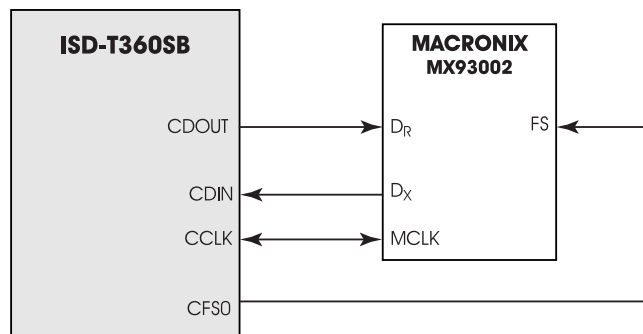 ISD-T360SB
CDOUT
CDIN
CCLK
CFS0
MACRONIX
MX93002
DR
FS
DX
MCLK